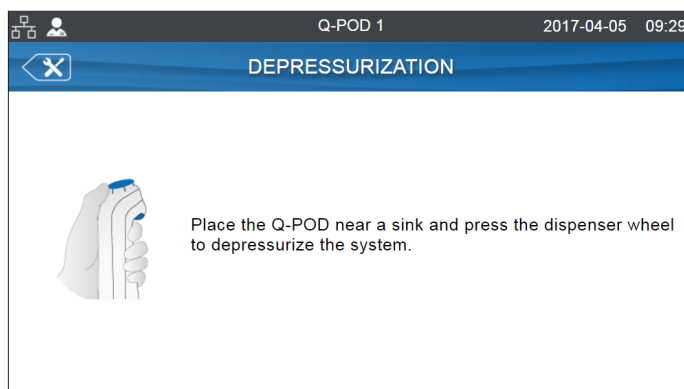 Q-POD 1 2017-04-05 09:29
DEPRESSURIZATION
Place the Q-POD near a sink and press the dispenser wheel
to depressurize the system.